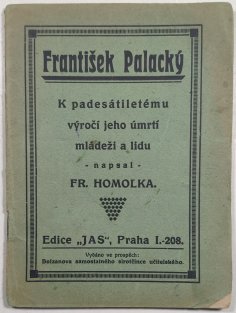 František Palacký
K padesátiletému
výročí jeho úmrtí
mládeži a lidu
- napsal -
FR. HOMOLKA.
Edice „JAS“, Praha I.-208.
Vydáno ve prospěch:
Bolzanova samostatného sirotčince učitelského.